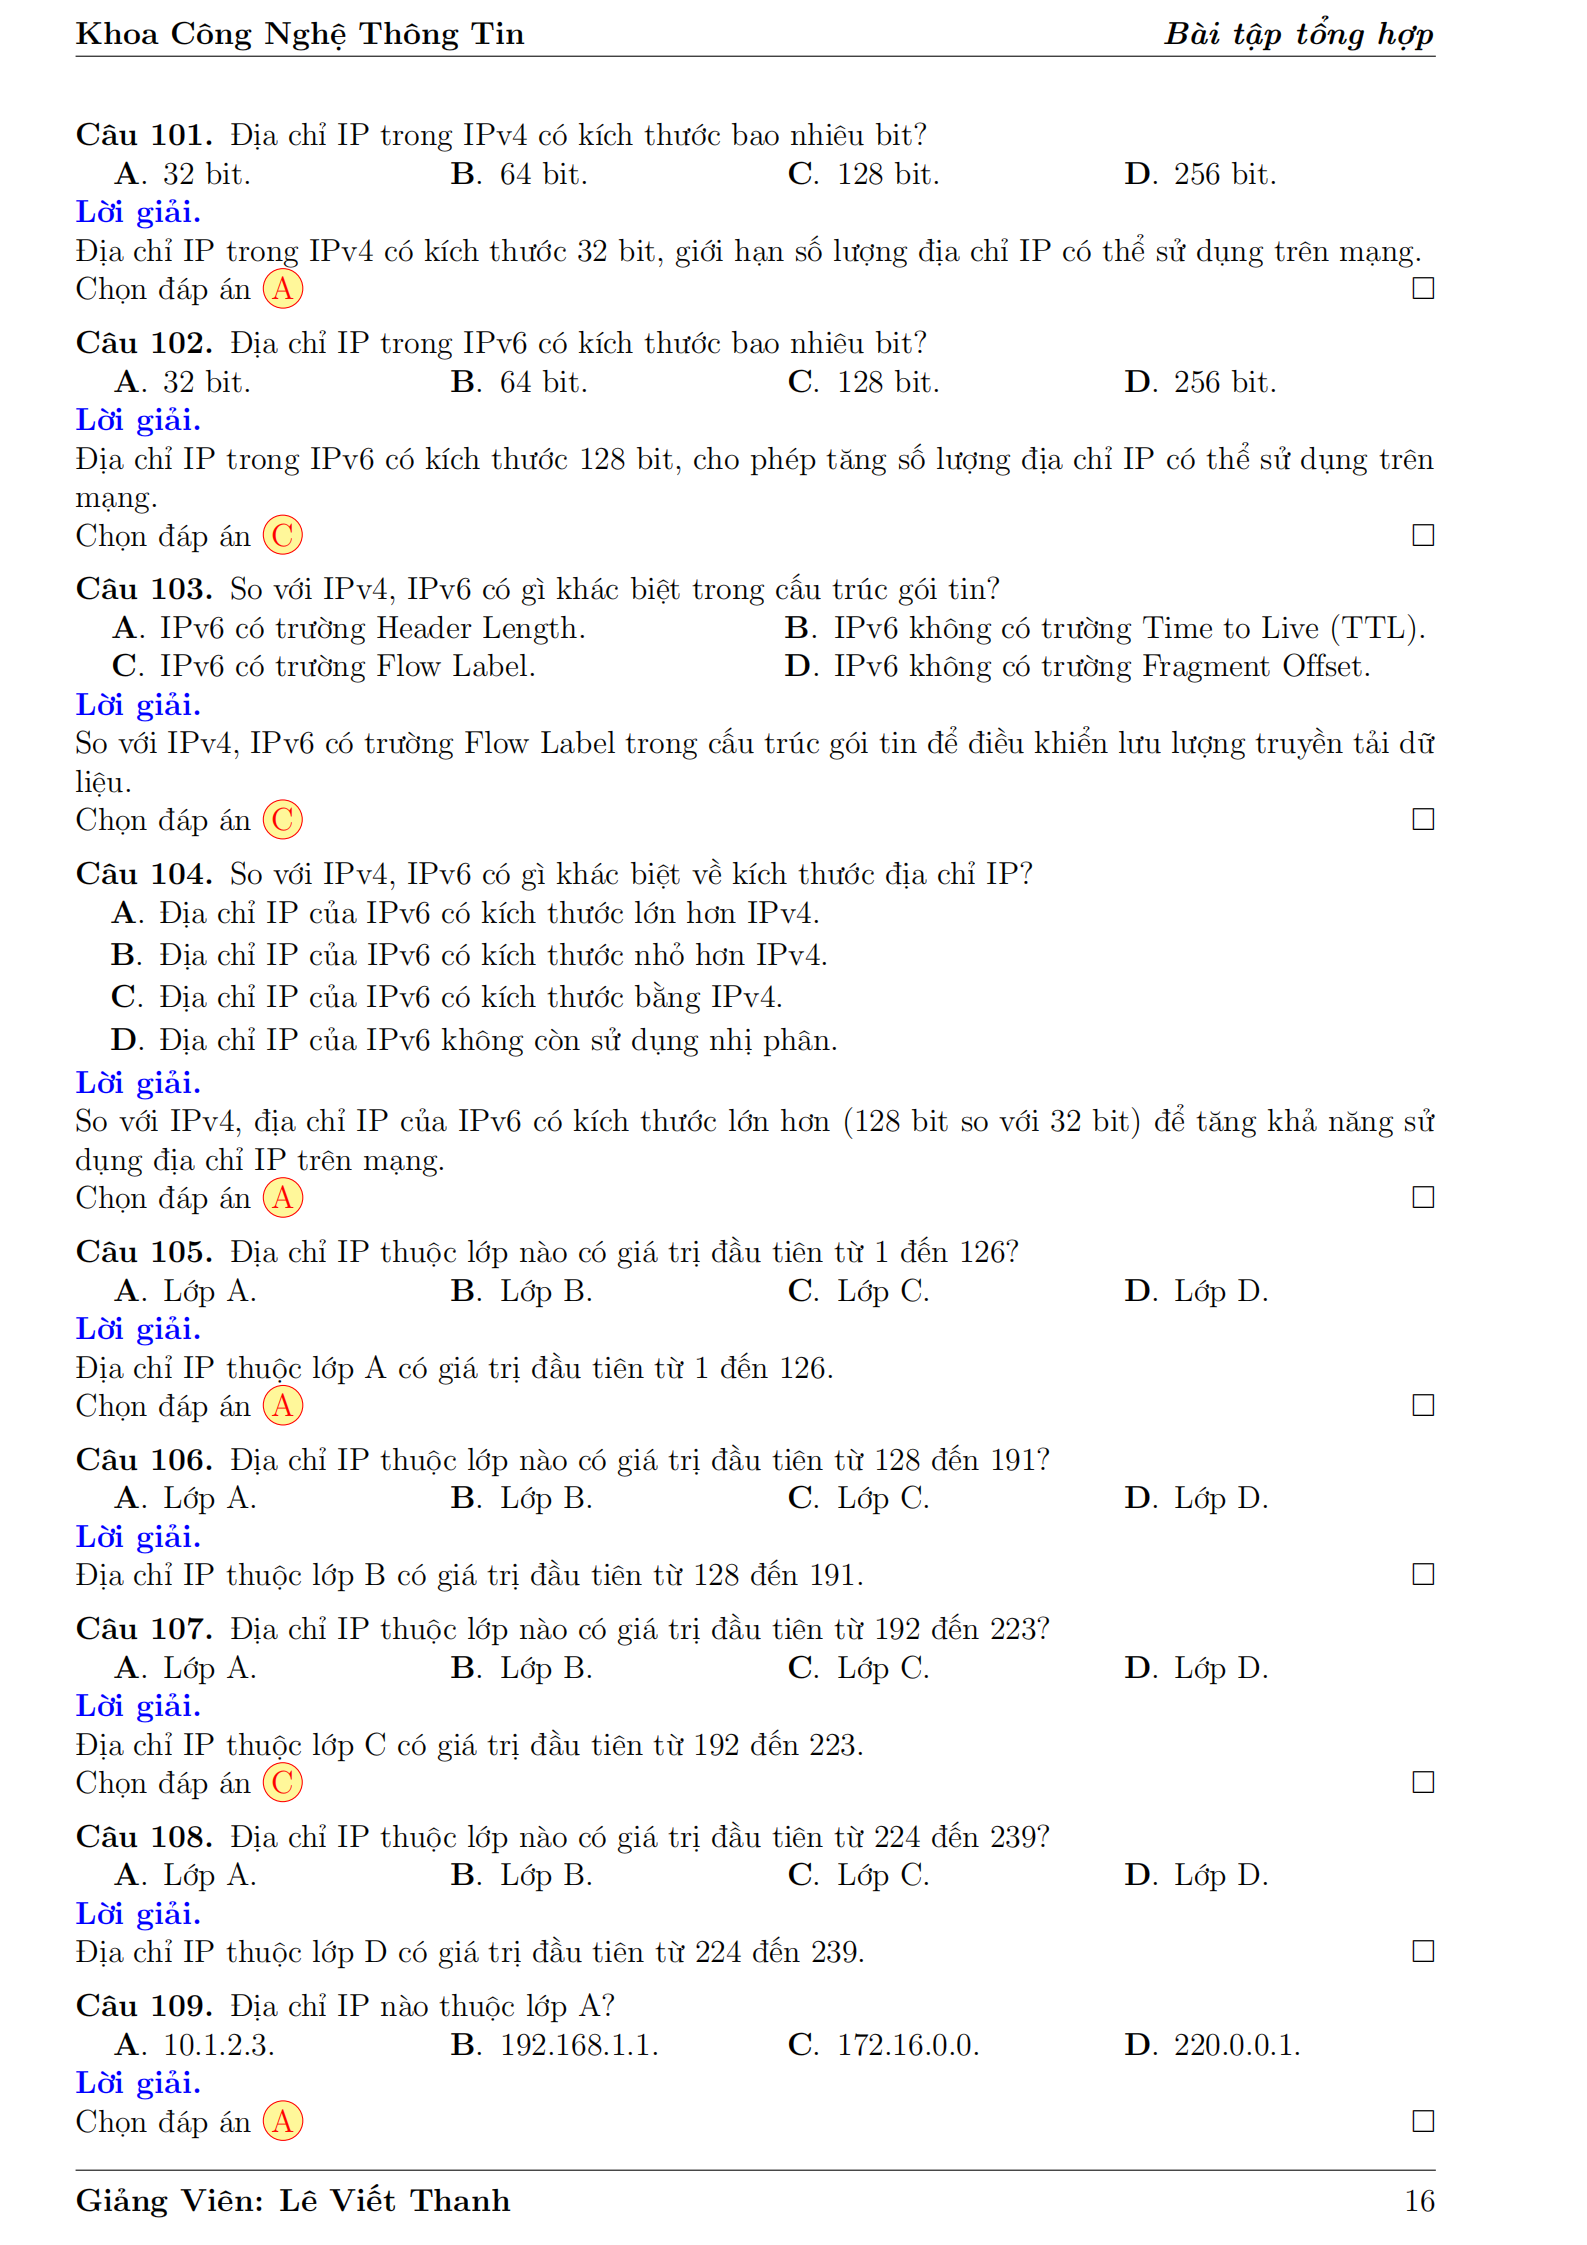 Khoa Công Nghệ Thông Tin Bài tập tổng hợp
Câu 101. Địa chỉ IP trong IPv4 có kích thước bao nhiêu bit?
A. 32 bit. B. 64 bit. C. 128 bit. D. 256 bit.
Lời giải.
Địa chỉ IP trong IPv4 có kích thước 32 bit, giới hạn số lượng địa chỉ IP có thể sử dụng trên mạng.
Chọn đáp án A □
Câu 102. Địa chỉ IP trong IPv6 có kích thước bao nhiêu bit?
A. 32 bit. B. 64 bit. C. 128 bit. D. 256 bit.
Lời giải.
Địa chỉ IP trong IPv6 có kích thước 128 bit, cho phép tăng số lượng địa chỉ IP có thể sử dụng trên
mạng.
Chọn đáp án C □
Câu 103. So với IPv4, IPv6 có gì khác biệt trong cấu trúc gói tin?
A. IPv6 có trường Header Length. B. IPv6 không có trường Time to Live (TTL).
C. IPv6 có trường Flow Label. D. IPv6 không có trường Fragment Offset.
Lời giải.
So với IPv4, IPv6 có trường Flow Label trong cấu trúc gói tin để điều khiển lưu lượng truyền tải dữ
liệu.
Chọn đáp án C □
Câu 104. So với IPv4, IPv6 có gì khác biệt về kích thước địa chỉ IP?
A. Địa chỉ IP của IPv6 có kích thước lớn hơn IPv4.
B. Địa chỉ IP của IPv6 có kích thước nhỏ hơn IPv4.
C. Địa chỉ IP của IPv6 có kích thước bằng IPv4.
D. Địa chỉ IP của IPv6 không còn sử dụng nhị phân.
Lời giải.
So với IPv4, địa chỉ IP của IPv6 có kích thước lớn hơn (128 bit so với 32 bit) để tăng khả năng sử
dụng địa chỉ IP trên mạng.
Chọn đáp án A □
Câu 105. Địa chỉ IP thuộc lớp nào có giá trị đầu tiên từ 1 đến 126?
A. Lớp A. B. Lớp B. C. Lớp C. D. Lớp D.
Lời giải.
Địa chỉ IP thuộc lớp A có giá trị đầu tiên từ 1 đến 126.
Chọn đáp án A □
Câu 106. Địa chỉ IP thuộc lớp nào có giá trị đầu tiên từ 128 đến 191?
A. Lớp A. B. Lớp B. C. Lớp C. D. Lớp D.
Lời giải.
Địa chỉ IP thuộc lớp B có giá trị đầu tiên từ 128 đến 191. □
Câu 107. Địa chỉ IP thuộc lớp nào có giá trị đầu tiên từ 192 đến 223?
A. Lớp A. B. Lớp B. C. Lớp C. D. Lớp D.
Lời giải.
Địa chỉ IP thuộc lớp C có giá trị đầu tiên từ 192 đến 223.
Chọn đáp án C □
Câu 108. Địa chỉ IP thuộc lớp nào có giá trị đầu tiên từ 224 đến 239?
A. Lớp A. B. Lớp B. C. Lớp C. D. Lớp D.
Lời giải.
Địa chỉ IP thuộc lớp D có giá trị đầu tiên từ 224 đến 239. □
Câu 109. Địa chỉ IP nào thuộc lớp A?
A. 10.1.2.3. B. 192.168.1.1. C. 172.16.0.0. D. 220.0.0.1.
Lời giải.
Chọn đáp án A □
Giảng Viên: Lê Viết Thanh 16